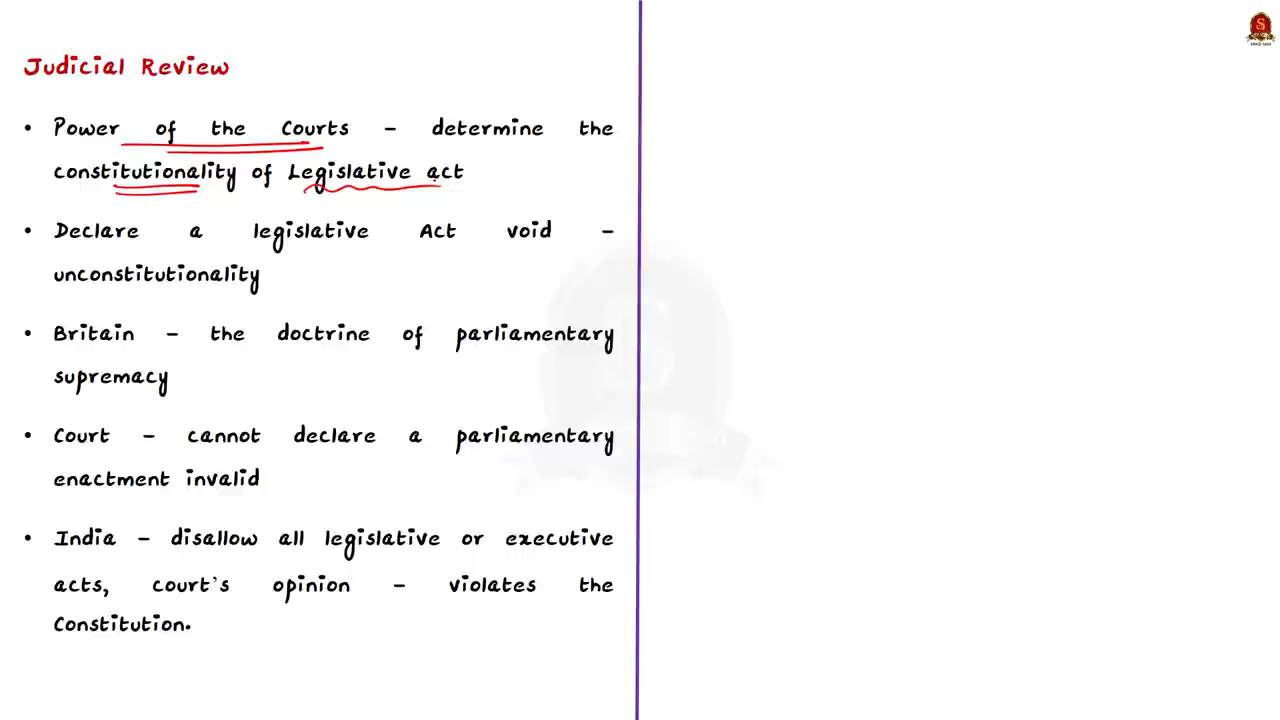 Judicial Review
• Power of the Courts – determine the
constitutionality of Legislative act
• Declare a legislative Act void –
unconstitutionality
• Britain – the doctrine of parliamentary
supremacy
• Court – cannot declare a parliamentary
enactment invalid
• India – disallow all legislative or executive
acts, court's opinion – violates the
Constitution.